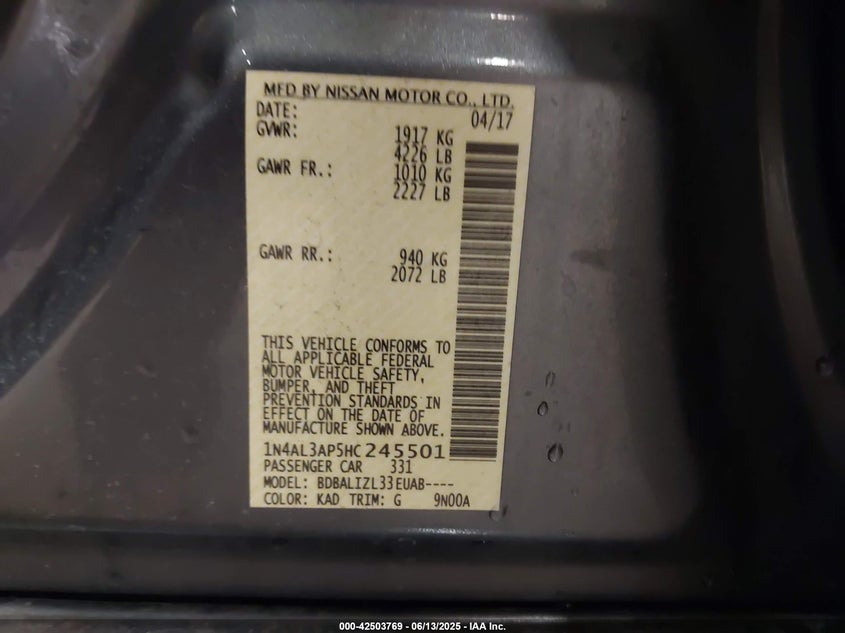 MFD BY NISSAN MOTOR CO., LTD.
DATE: 04/17
GVWR: 1917 KG
4226 LB
GAWR FR.: 1010 KG
2227 LB
GAWR RR.: 940 KG
2072 LB
THIS VEHICLE CONFORMS TO
ALL APPLICABLE FEDERAL
MOTOR VEHICLE SAFETY,
BUMPER, AND THEFT
PREVENTION STANDARDS IN
EFFECT ON THE DATE OF
MANUFACTURE SHOWN ABOVE.
1N4AL3AP5HC245501
PASSENGER CAR 331
MODEL: BDBALIZL33EUAB----
COLOR: KAD TRIM: G 9N00A
000-42503769 - 06/13/2025 - IAA Inc.